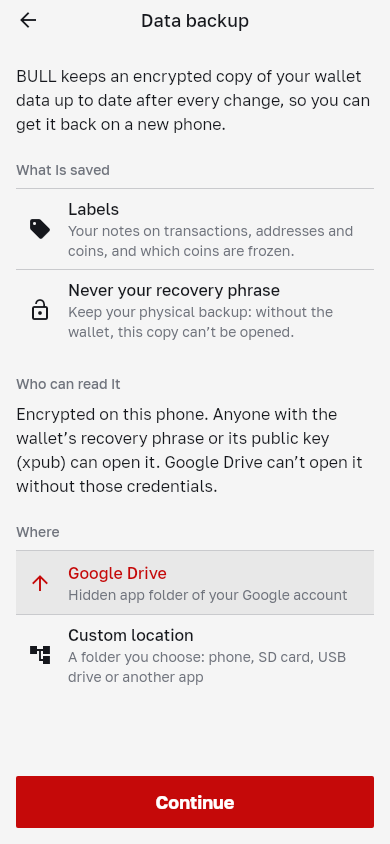 Data backup
BULL keeps an encrypted copy of your wallet
data up to date after every change, so you can
get it back on a new phone.
What is saved
Labels
Your notes on transactions, addresses and
coins, and which coins are frozen.
Never your recovery phrase
Keep your physical backup: without the
wallet, this copy can’t be opened.
Who can read it
Encrypted on this phone. Anyone with the
wallet’s recovery phrase or its public key
(xpub) can open it. Google Drive can’t open it
without those credentials.
Where
Google Drive
Hidden app folder of your Google account
Custom location
A folder you choose: phone, SD card, USB
drive or another app
Continue